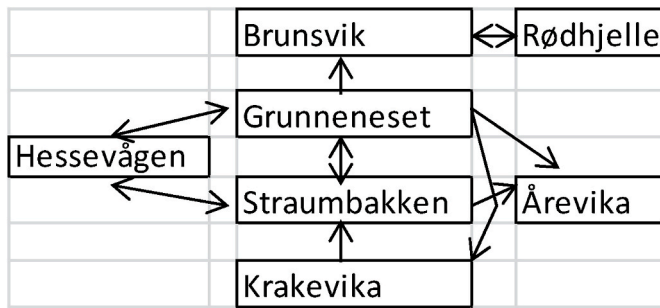 Brunsvik
Rødhjelle
Grunneneset
Hessevågen
Straumbakken
Årevika
Krakevika